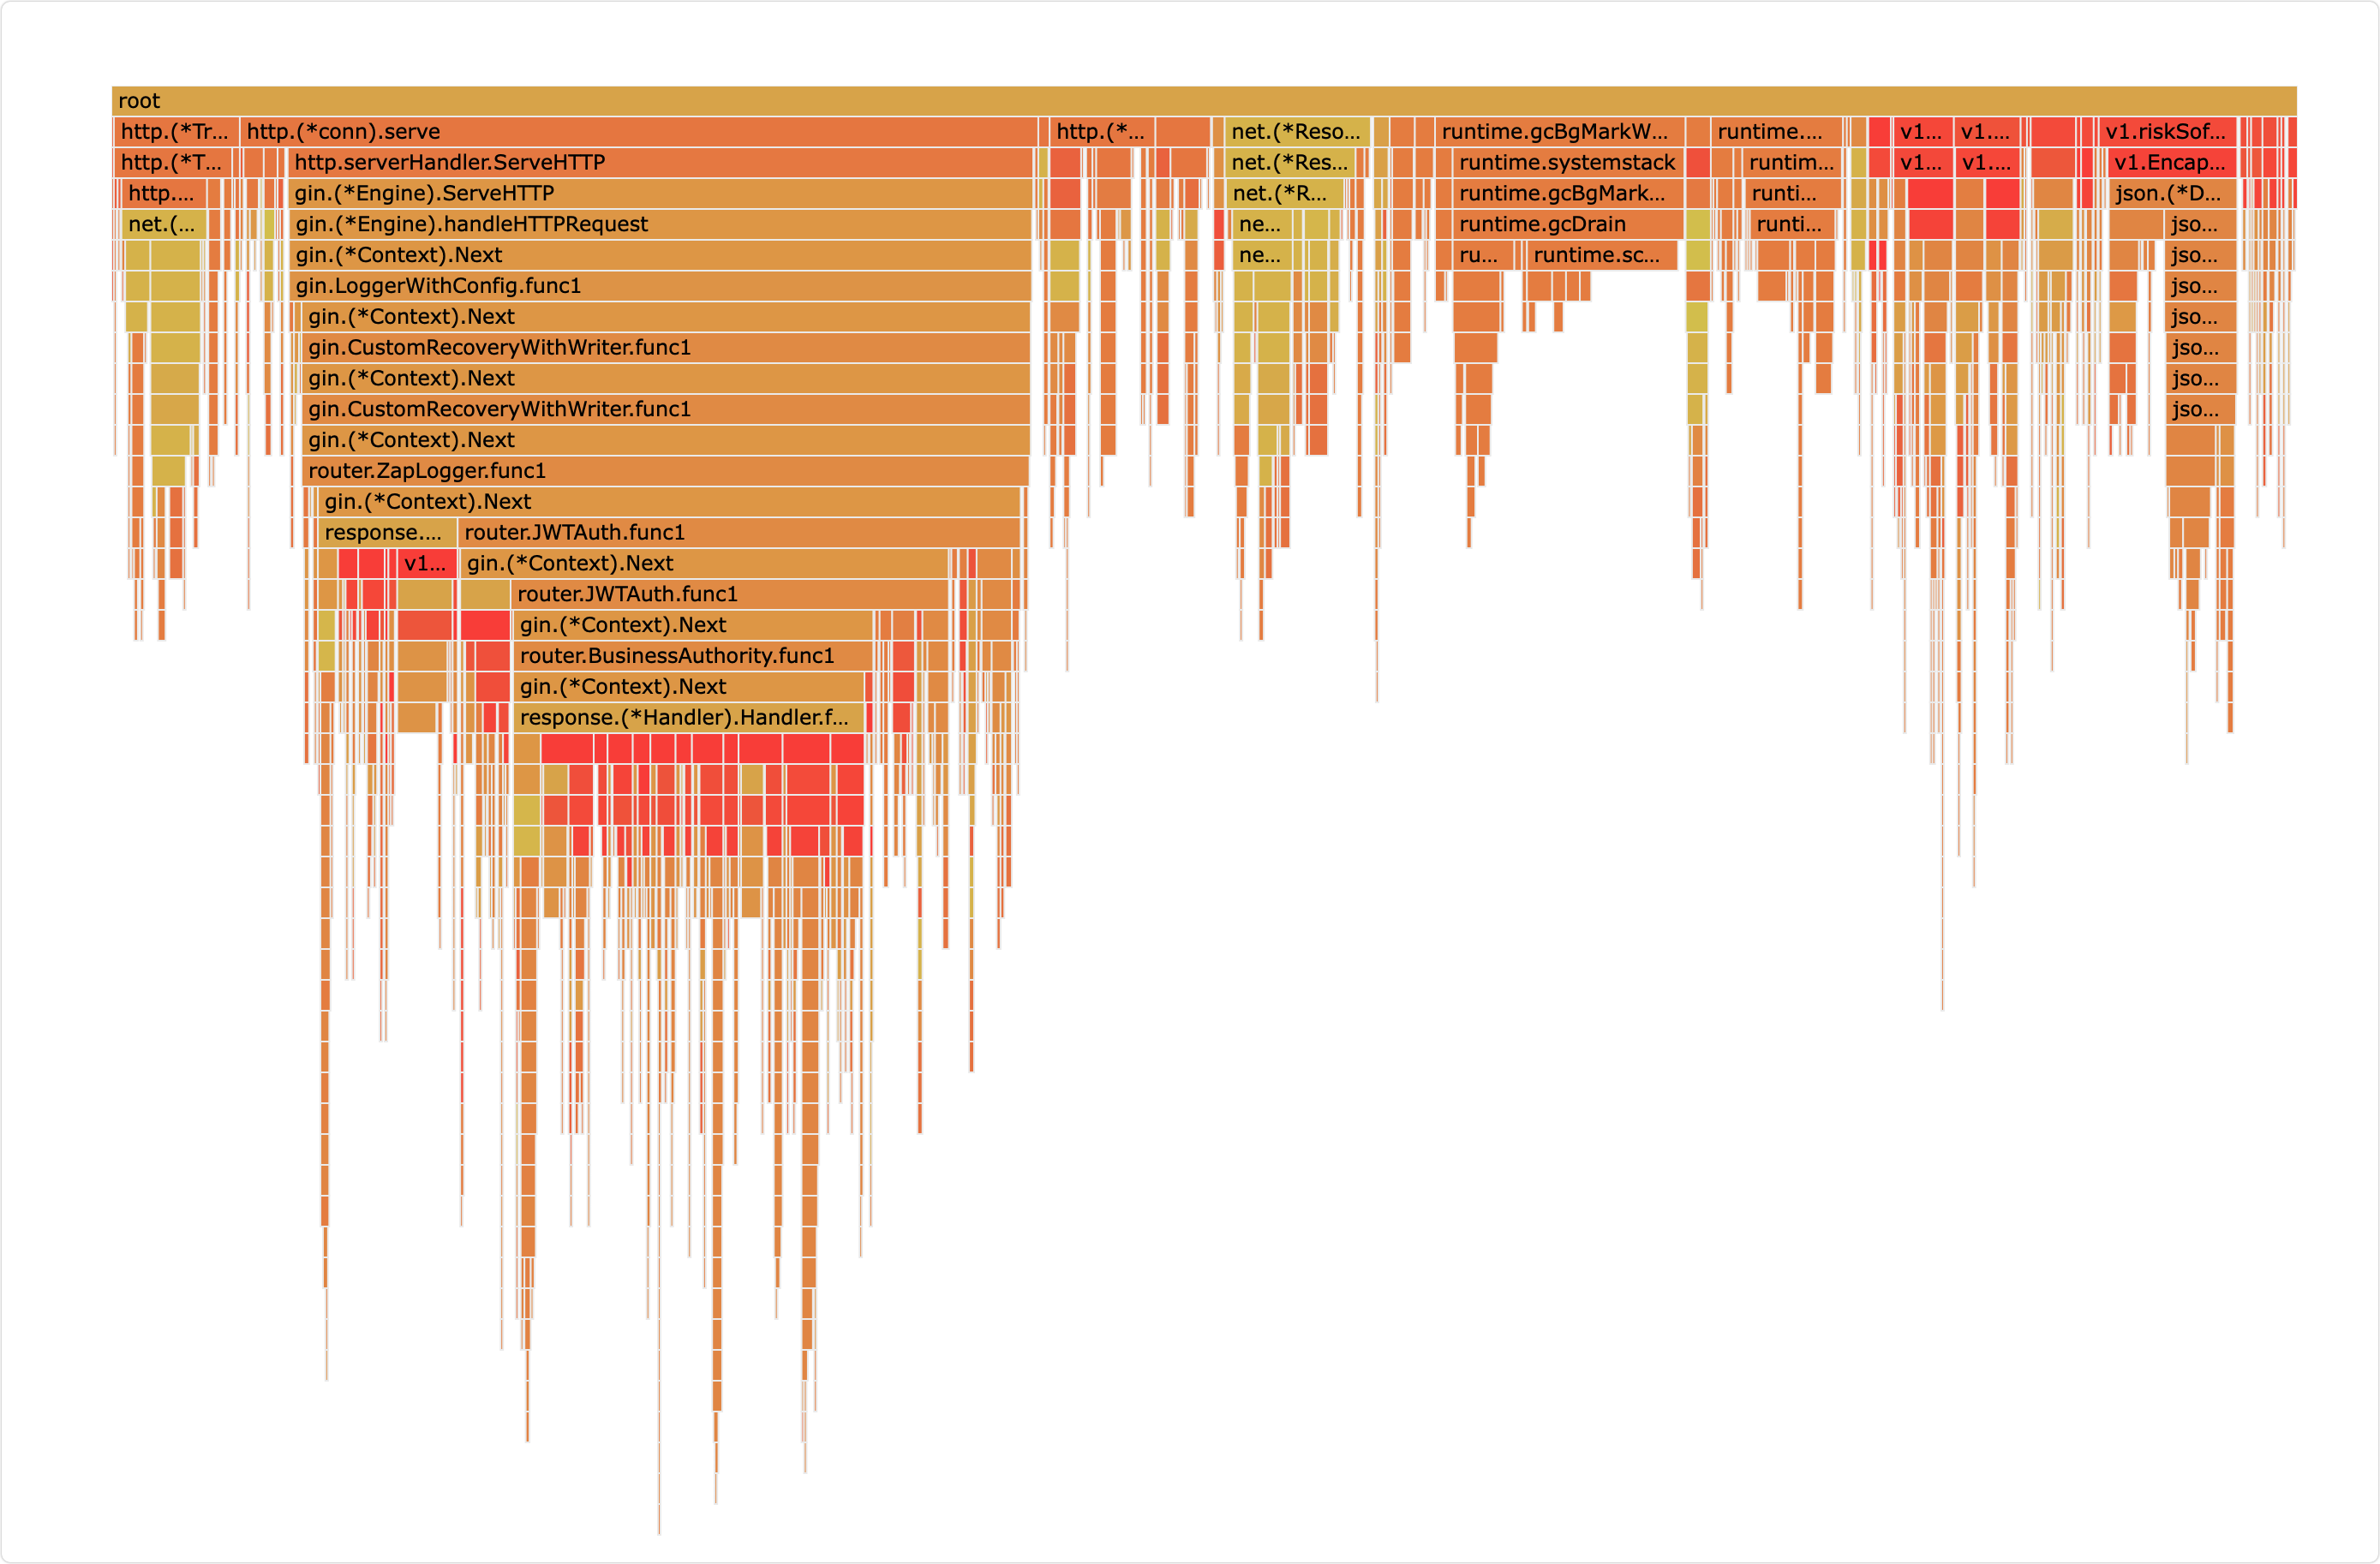 root
http.(*Tr... http.(*conn).serve http.(*... net.(*Reso... runtime.gcBgMarkW... runtime.... v1... v1.... v1.riskSof...
http.(*T... http.serverHandler.ServeHTTP net.(*Res... runtime.systemstack runtim... v1... v1.... v1.Encap...
http.... gin.(*Engine).ServeHTTP net.(*R... runtime.gcBgMark... runti... json.(*D...
net.(... gin.(*Engine).handleHTTPRequest ne... runtime.gcDrain runti... jso...
gin.(*Context).Next ne... ru... runtime.sc... jso...
gin.LoggerWithConfig.func1 jso...
gin.(*Context).Next jso...
gin.CustomRecoveryWithWriter.func1 jso...
gin.(*Context).Next jso...
gin.CustomRecoveryWithWriter.func1 jso...
gin.(*Context).Next
router.ZapLogger.func1
gin.(*Context).Next
response.... router.JWTAuth.func1
v1... gin.(*Context).Next
router.JWTAuth.func1
gin.(*Context).Next
router.BusinessAuthority.func1
gin.(*Context).Next
response.(*Handler).Handler.f...